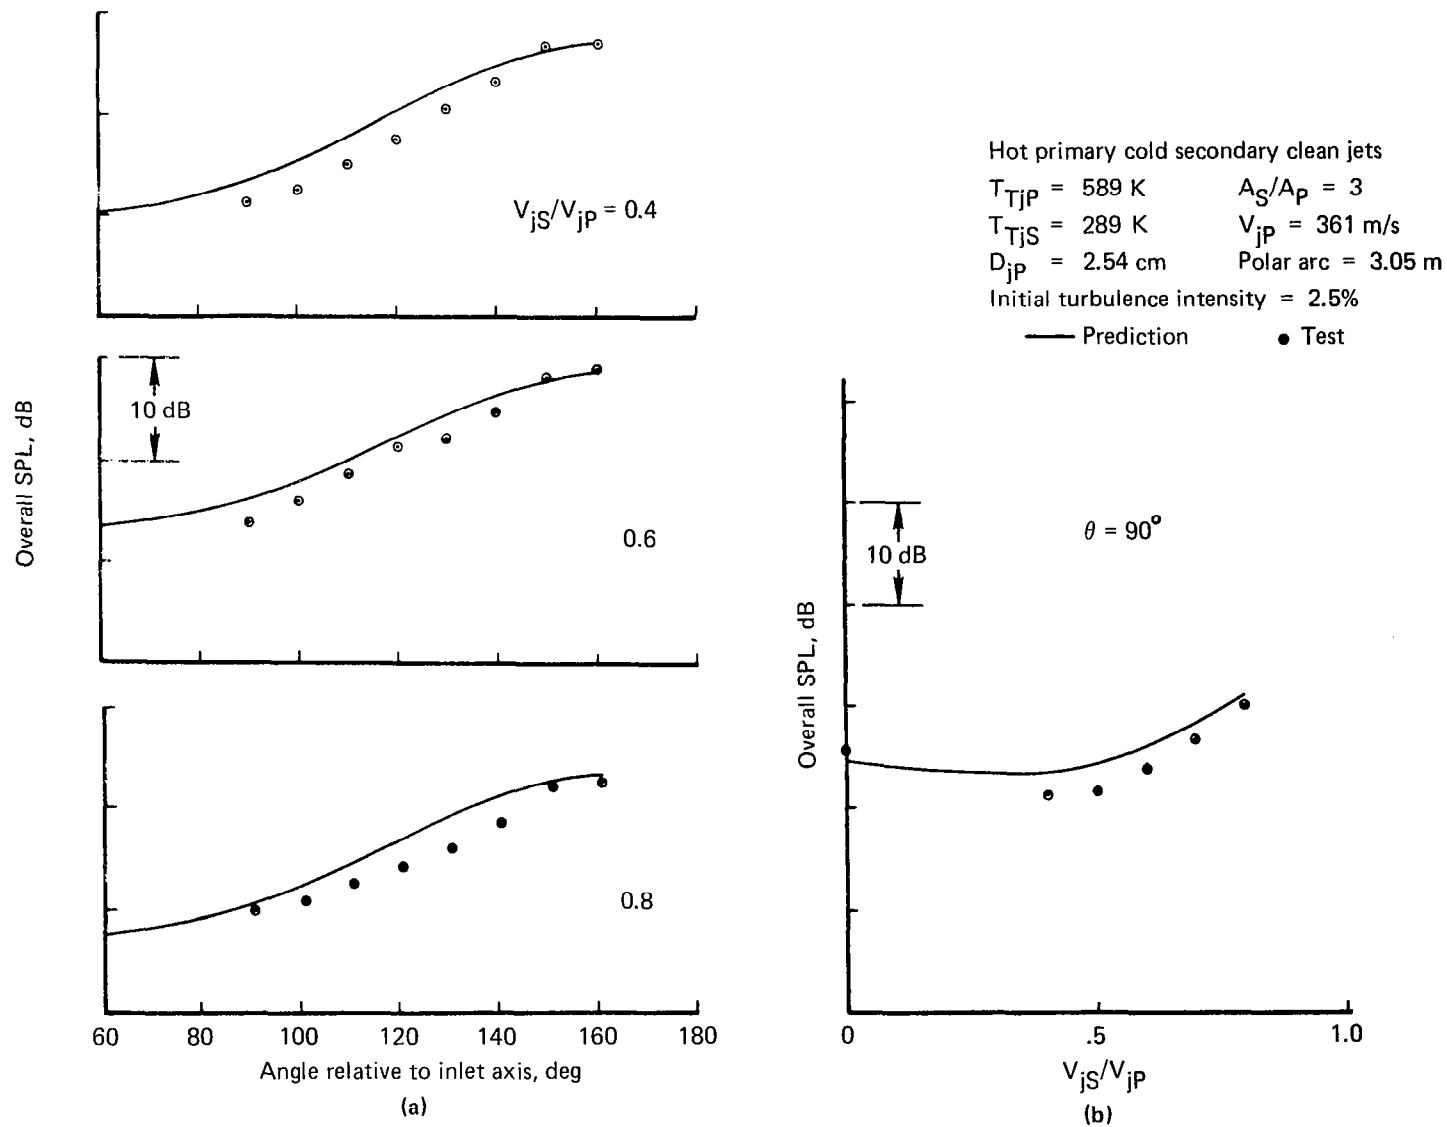 Overall SPL, dB
V_jS/V_jP = 0.4
10 dB
0.6
0.8
60 80 100 120 140 160 180
Angle relative to inlet axis, deg
(a)
Hot primary cold secondary clean jets
T_TjP = 589 K A_S/A_P = 3
T_TjS = 289 K V_jP = 361 m/s
D_jP = 2.54 cm Polar arc = 3.05 m
Initial turbulence intensity = 2.5%
Prediction Test
Overall SPL, dB
10 dB
θ = 90°
0 .5 1.0
V_jS/V_jP
(b)